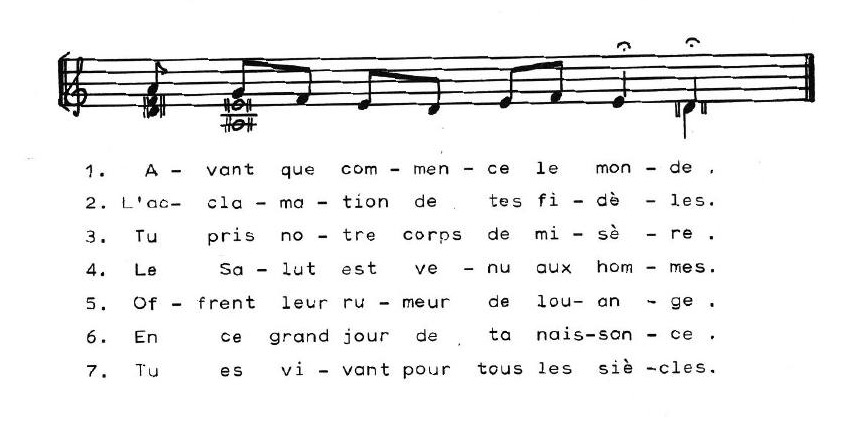 1. A - vant que com - men - ce le mon - de .
2. L'ac- cla - ma - tion de tes fi - dè - les.
3. Tu pris no - tre corps de mi - sè - re .
4. Le Sa - lut est ve - nu aux hom - mes.
5. Of - frent leur ru - meur de lou- an - ge .
6. En ce grand jour de ta nais-san - ce .
7. Tu es vi - vant pour tous les siè -cles.